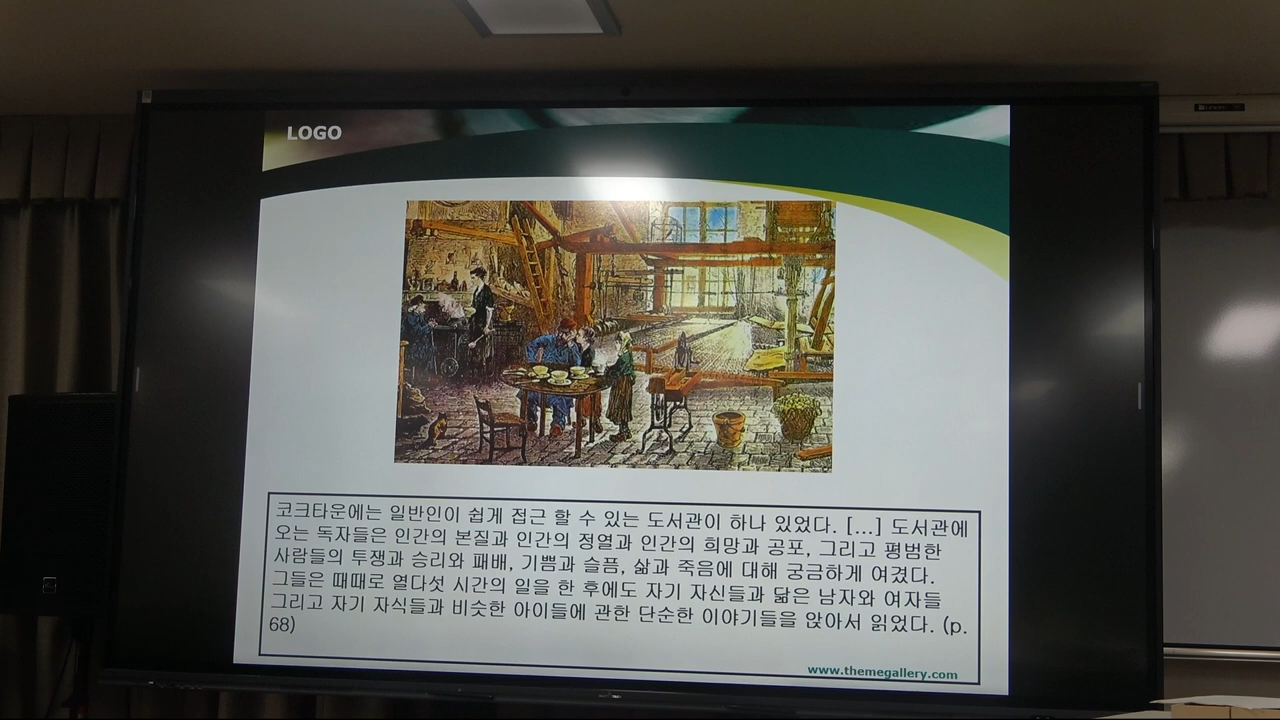 LOGO
코크타운에는 일반인이 쉽게 접근 할 수 있는 도서관이 하나 있었다. [...] 도서관에
오는 독자들은 인간의 본질과 인간의 정열과 인간의 희망과 공포, 그리고 평범한
사람들의 투쟁과 승리와 패배, 기쁨과 슬픔, 삶과 죽음에 대해 궁금하게 여겼다.
그들은 때때로 열다섯 시간의 일을 한 후에도 자기 자신들과 닮은 남자와 여자들
그리고 자기 자식들과 비슷한 아이들에 관한 단순한 이야기들을 앉아서 읽었다. (p.
68)
www.themegallery.com